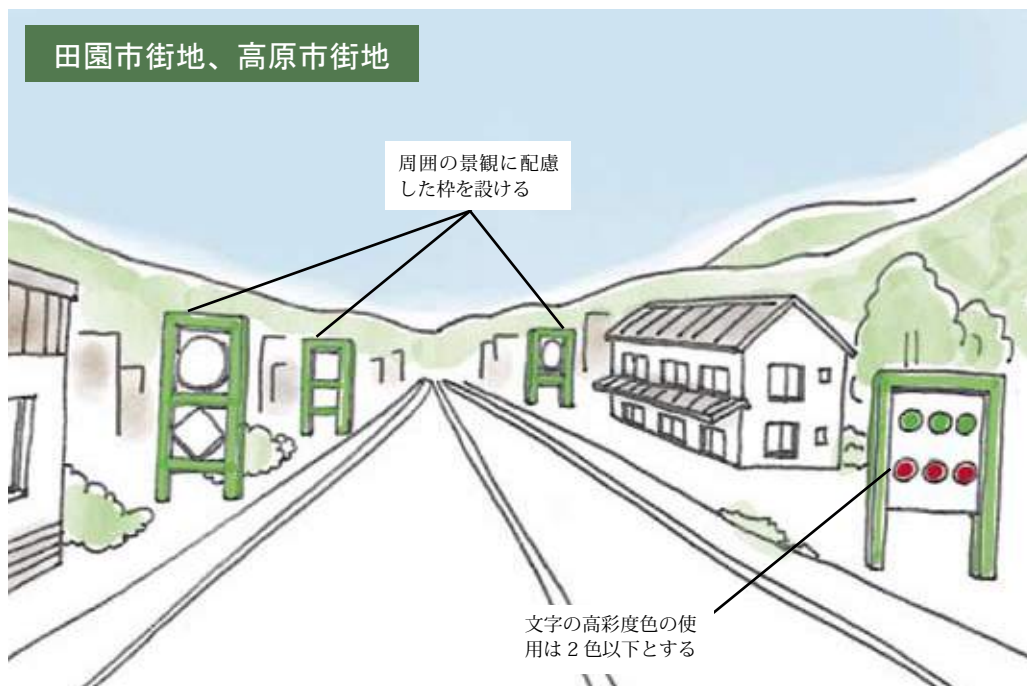 田園市街地、高原市街地
周囲の景観に配慮
した枠を設ける
文字の高彩度色の使
用は2色以下とする